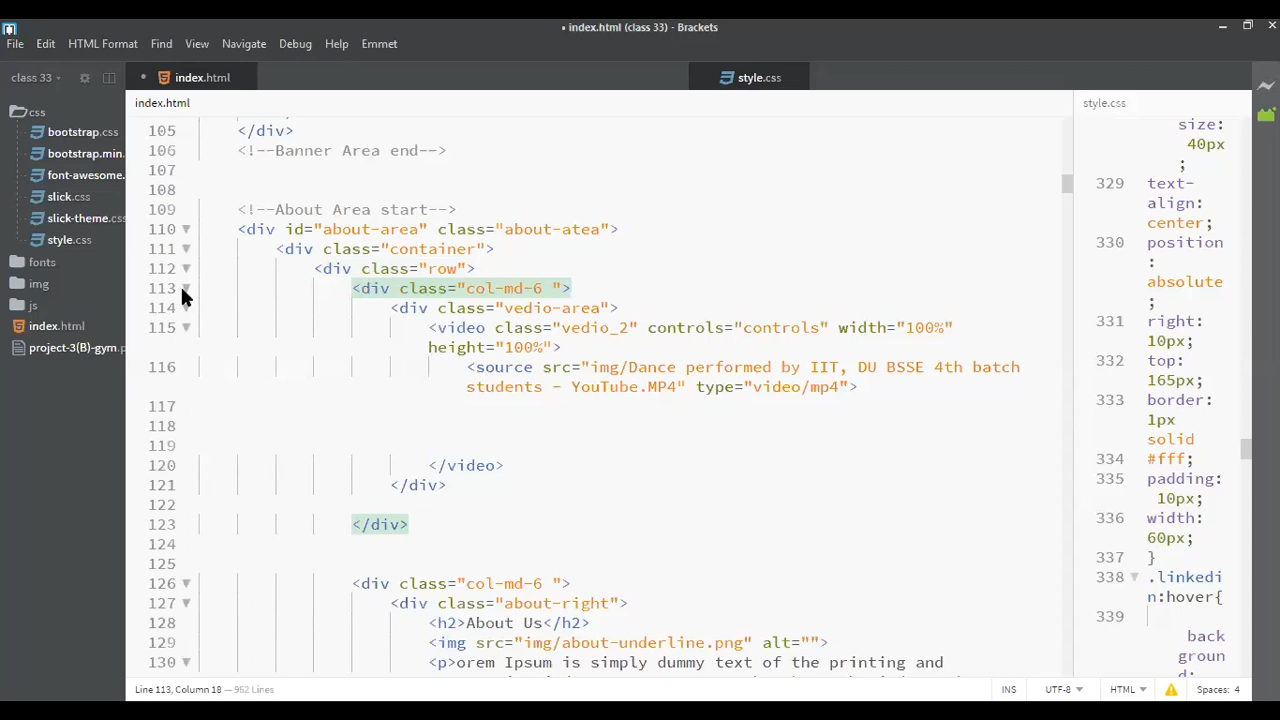 • index.html (class 33) - Brackets
File Edit HTML Format Find View Navigate Debug Help Emmet
class 33
• index.html
style.css
css
bootstrap.css
bootstrap.min.
font-awesome.
slick.css
slick-theme.css
style.css
fonts
img
js
index.html
project-3(B)-gym.p
index.html
105 </div>
106 <!--Banner Area end-->
107
108
109 <!--About Area start-->
110 <div id="about-area" class="about-atea">
111 <div class="container">
112 <div class="row">
113 <div class="col-md-6 ">
114 <div class="vedio-area">
115 <video class="vedio_2" controls="controls" width="100%"
height="100%">
116 <source src="img/Dance performed by IIT, DU BSSE 4th batch
students - YouTube.MP4" type="video/mp4">
117
118
119
120 </video>
121 </div>
122
123 </div>
124
125
126 <div class="col-md-6 ">
127 <div class="about-right">
128 <h2>About Us</h2>
129 <img src="img/about-underline.png" alt="">
130 <p>orem Ipsum is simply dummy text of the printing and
style.css
size:
40px
;
329 text-
align:
center;
330 position
:
absolute
;
331 right:
10px;
332 top:
165px;
333 border:
1px
solid
334 #fff;
335 padding:
10px;
336 width:
60px;
337 }
338 .linkedi
n:hover{
339
back
groun
d:
Line 113, Column 18 — 952 Lines
INS UTF-8 HTML Spaces: 4